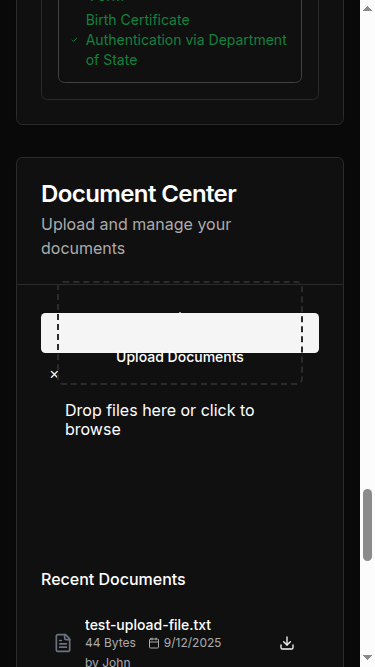 Birth Certificate
Authentication via Department
of State
Document Center
Upload and manage your
documents
Upload Documents
×
Drop files here or click to
browse
Recent Documents
test-upload-file.txt
44 Bytes 9/12/2025
by John